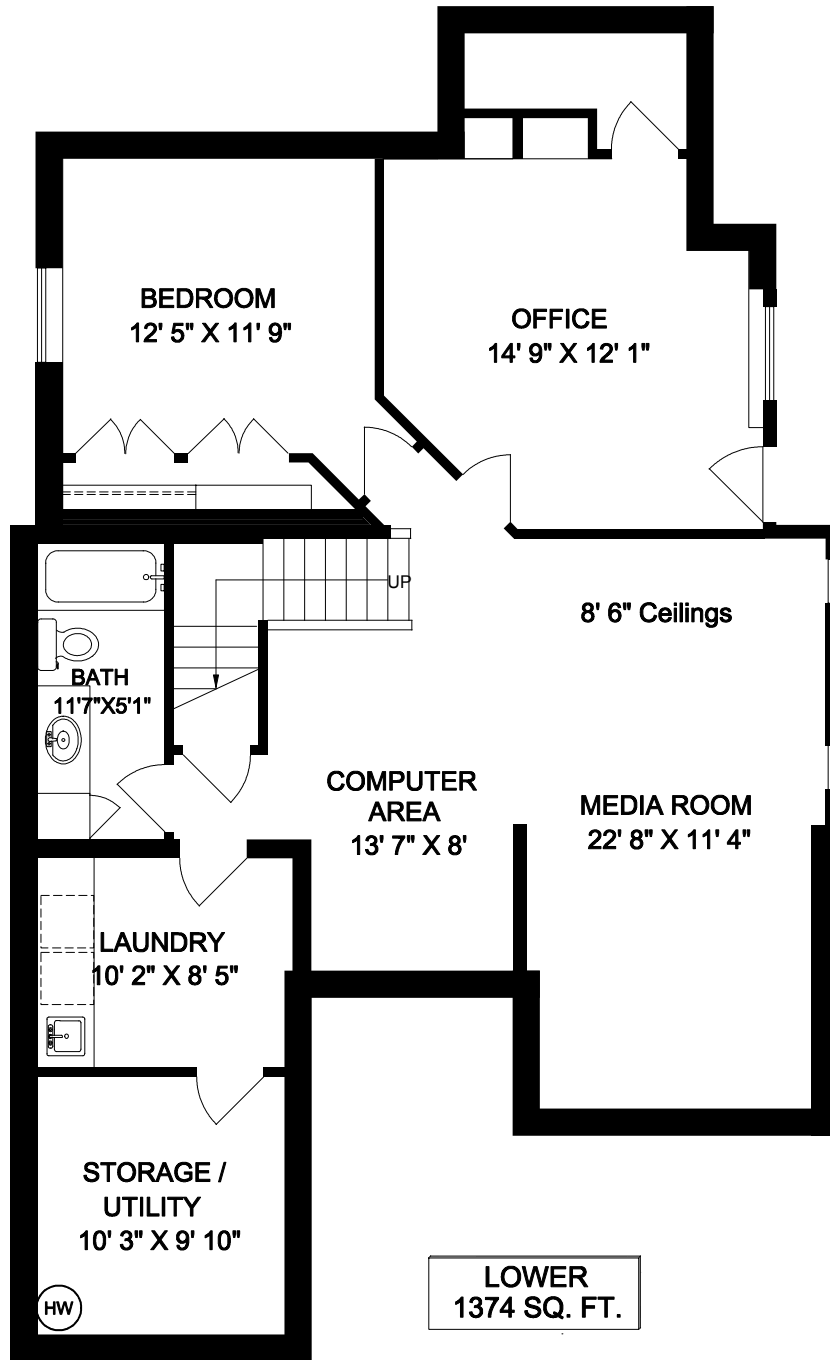 BEDROOM
12' 5" X 11' 9"
OFFICE
14' 9" X 12' 1"
UP
8' 6" Ceilings
BATH
11'7"X5'1"
COMPUTER
AREA
13' 7" X 8'
MEDIA ROOM
22' 8" X 11' 4"
LAUNDRY
10' 2" X 8' 5"
STORAGE /
UTILITY
10' 3" X 9' 10"
HW
LOWER
1374 SQ. FT.